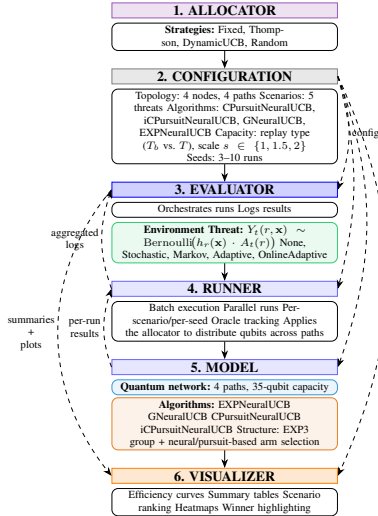 1. ALLOCATOR
Strategies: Fixed, Thomp-
son, DynamicUCB, Random
2. CONFIGURATION
Topology: 4 nodes, 4 paths Scenarios: 5
threats Algorithms: CPursuitNeuralUCB,
iCPursuitNeuralUCB, GNeuralUCB,
EXPNeuralUCB Capacity: replay type
(T_b vs. T), scale s ∈ {1, 1.5, 2}
Seeds: 3–10 runs
config
3. EVALUATOR
Orchestrates runs Logs results
Environment Threat: Y_t(r, x) ∼
Bernoulli(h_r(x) · A_t(r)) None,
Stochastic, Markov, Adaptive, OnlineAdaptive
aggregated
logs
4. RUNNER
Batch execution Parallel runs Per-
scenario/per-seed Oracle tracking Applies
the allocator to distribute qubits across paths
summaries
+
plots
per-run
results
5. MODEL
Quantum network: 4 paths, 35-qubit capacity
Algorithms: EXPNeuralUCB
GNeuralUCB CPursuitNeuralUCB
iCPursuitNeuralUCB Structure: EXP3
group + neural/pursuit-based arm selection
6. VISUALIZER
Efficiency curves Summary tables Scenario
ranking Heatmaps Winner highlighting